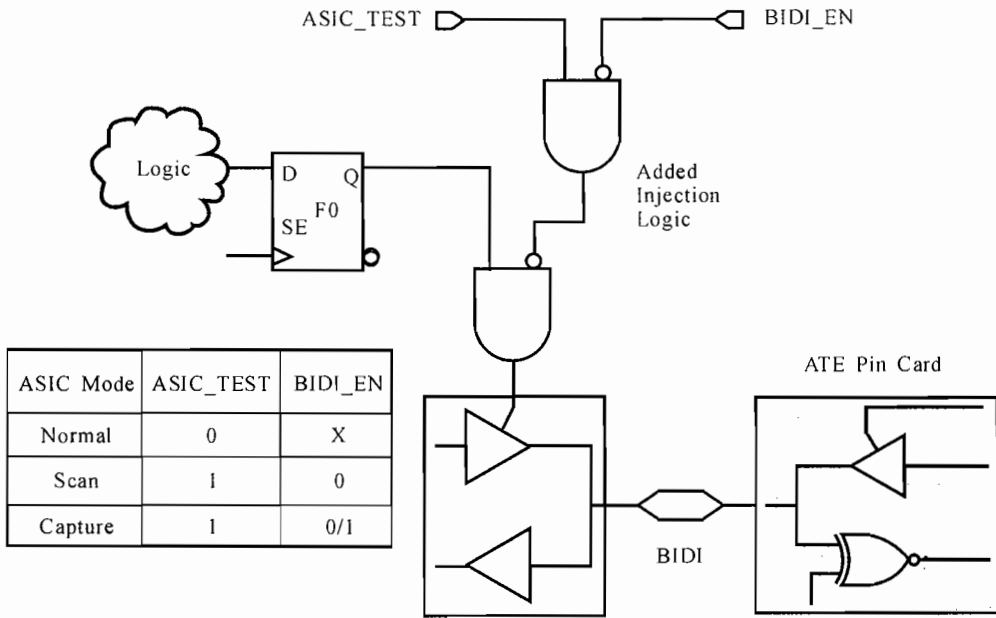 ASIC_TEST
BIDI_EN
Logic
D
Q
F0
SE
Added
Injection
Logic
ASIC Mode ASIC_TEST BIDI_EN
Normal 0 X
Scan 1 0
Capture 1 0/1
ATE Pin Card
BIDI